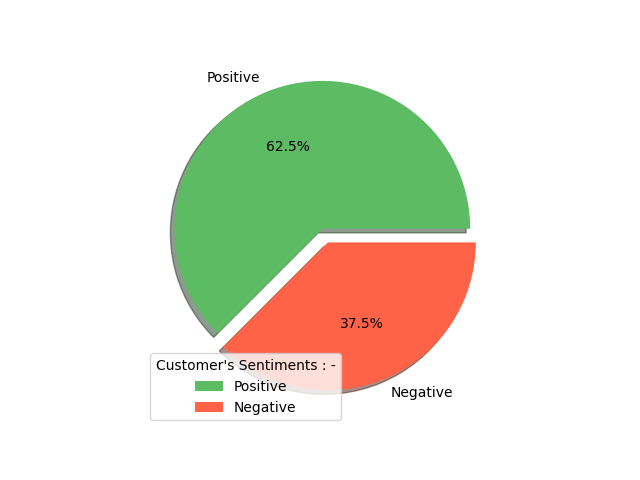 Positive
62.5%
37.5%
Customer's Sentiments : -
Positive
Negative
Negative